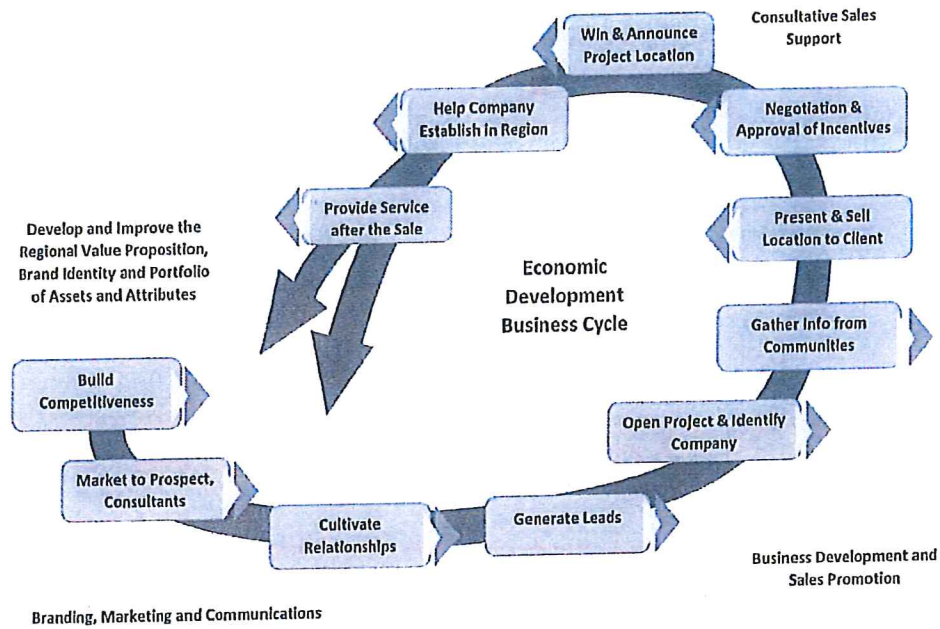 Consultative Sales
Support
Win & Announce
Project Location
Help Company
Establish in Region
Negotiation &
Approval of Incentives
Provide Service
after the Sale
Present & Sell
Location to Client
Develop and Improve the
Regional Value Proposition,
Brand Identity and Portfolio
of Assets and Attributes
Economic
Development
Business Cycle
Gather Info from
Communities
Build
Competitiveness
Open Project & Identify
Company
Market to Prospect,
Consultants
Cultivate
Relationships
Generate Leads
Business Development and
Sales Promotion
Branding, Marketing and Communications